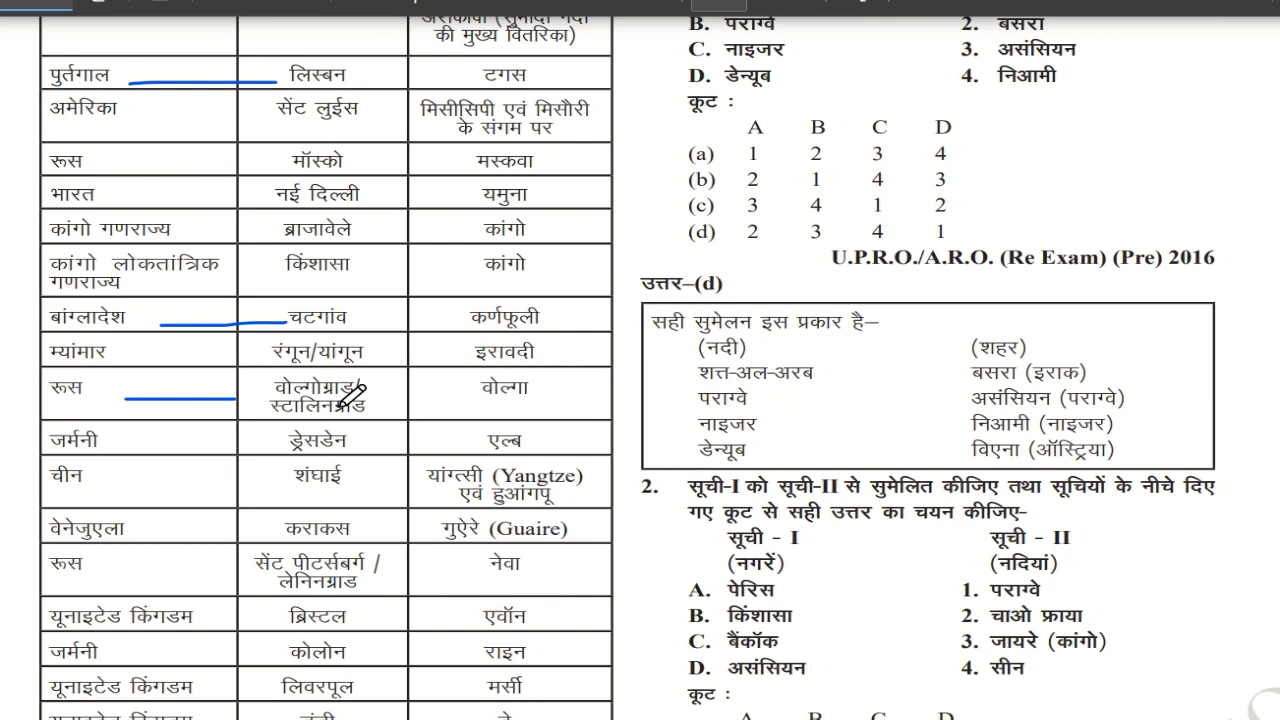 अराकावा (सुमीदा नदी
की मुख्य वितरिका)
पुर्तगाल लिस्बन टगस
अमेरिका सेंट लुईस मिसीसिपी एवं मिसौरी
के संगम पर
रूस मॉस्को मस्कवा
भारत नई दिल्ली यमुना
कांगो गणराज्य ब्राजावेले कांगो
कांगो लोकतांत्रिक किंशासा कांगो
गणराज्य
बांग्लादेश चटगांव कर्णफूली
म्यांमार रंगून/यांगून इरावदी
रूस वोल्गोग्राड/ वोल्गा
स्टालिनग्राड
जर्मनी ड्रेसडेन एल्ब
चीन शंघाई यांग्त्सी (Yangtze)
एवं हुआंगपू
वेनेजुएला कराकस गुऐरे (Guaire)
रूस सेंट पीटर्सबर्ग / नेवा
लेनिनग्राड
यूनाइटेड किंगडम ब्रिस्टल एवॉन
जर्मनी कोलोन राइन
यूनाइटेड किंगडम लिवरपूल मर्सी
B. पराग्वे 2. बसरा
C. नाइजर 3. असंसियन
D. डेन्यूब 4. निआमी
कूट :
A B C D
(a) 1 2 3 4
(b) 2 1 4 3
(c) 3 4 1 2
(d) 2 3 4 1
U.P.R.O./A.R.O. (Re Exam) (Pre) 2016
उत्तर–(d)
सही सुमेलन इस प्रकार है–
(नदी) (शहर)
शत्त-अल-अरब बसरा (इराक)
पराग्वे असंसियन (पराग्वे)
नाइजर निआमी (नाइजर)
डेन्यूब विएना (ऑस्ट्रिया)
2. सूची-I को सूची-II से सुमेलित कीजिए तथा सूचियों के नीचे दिए
गए कूट से सही उत्तर का चयन कीजिए-
सूची - I सूची - II
(नगरें) (नदियां)
A. पेरिस 1. पराग्वे
B. किंशासा 2. चाओ फ्राया
C. बैंकॉक 3. जायरे (कांगो)
D. असंसियन 4. सीन
कूट :
A B C D